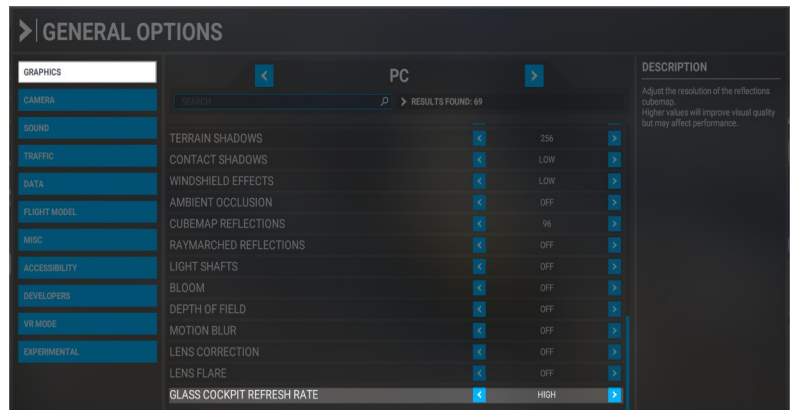 GENERAL OPTIONS
GRAPHICS
CAMERA
SOUND
TRAFFIC
DATA
FLIGHT MODEL
MISC
ACCESSIBILITY
DEVELOPERS
VR MODE
EXPERIMENTAL
PC
SEARCH
RESULTS FOUND: 69
TERRAIN SHADOWS 256
CONTACT SHADOWS LOW
WINDSHIELD EFFECTS LOW
AMBIENT OCCLUSION OFF
CUBEMAP REFLECTIONS 96
RAYMARCHED REFLECTIONS OFF
LIGHT SHAFTS OFF
BLOOM OFF
DEPTH OF FIELD OFF
MOTION BLUR OFF
LENS CORRECTION OFF
LENS FLARE OFF
GLASS COCKPIT REFRESH RATE HIGH
DESCRIPTION
Adjust the resolution of the reflections
cubemap.
Higher values will improve visual quality
but may affect performance.